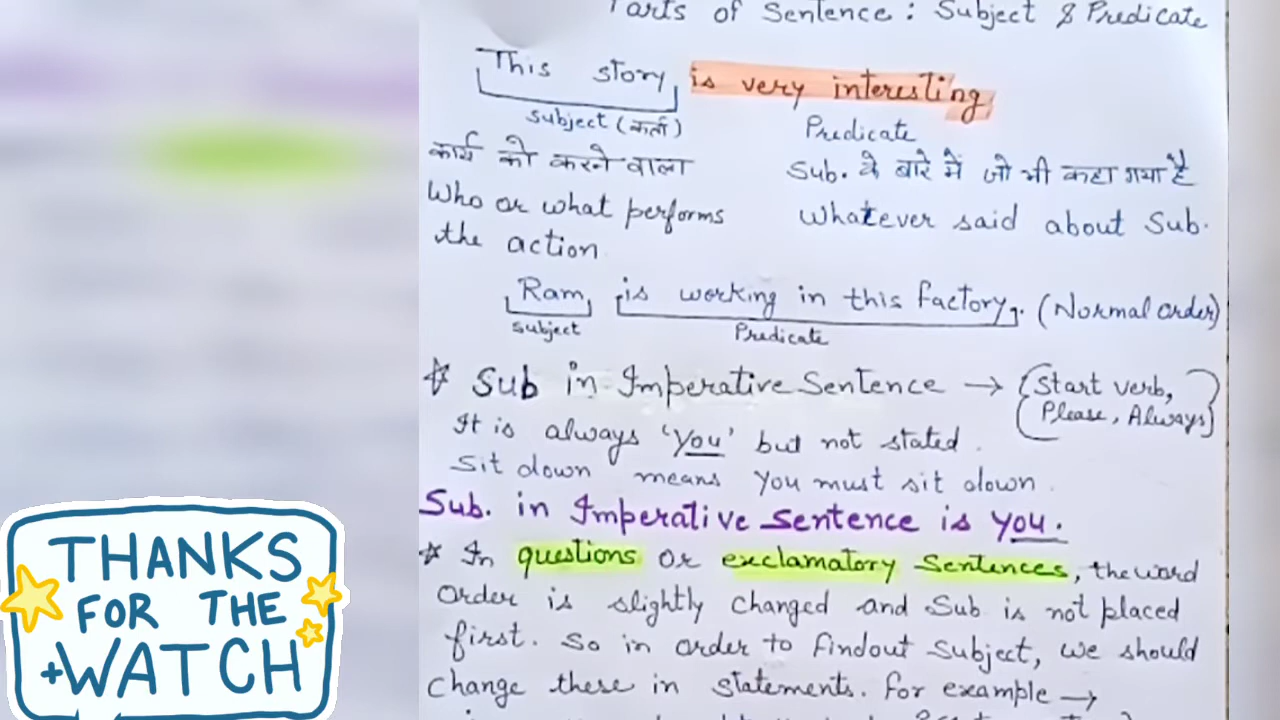 Parts of Sentence: Subject & Predicate
This story is very interesting
Subject (कर्ता) Predicate
कार्य को करने वाला
Sub. के बारे में जो भी कहा गया है
Who or what performs
the action
Whatever said about Sub.
Ram is working in this factory. (Normal order)
Subject Predicate
☆ Sub in Imperative Sentence → {Start verb,
Please, Always}
It is always 'You' but not stated.
Sit down means You must sit down.
Sub. in Imperative Sentence is You.
☆ In questions or exclamatory Sentences, the word
Order is slightly changed and Sub is not placed
first. So in order to findout Subject, we should
Change these in statements. For example →
THANKS
FOR THE
WATCH